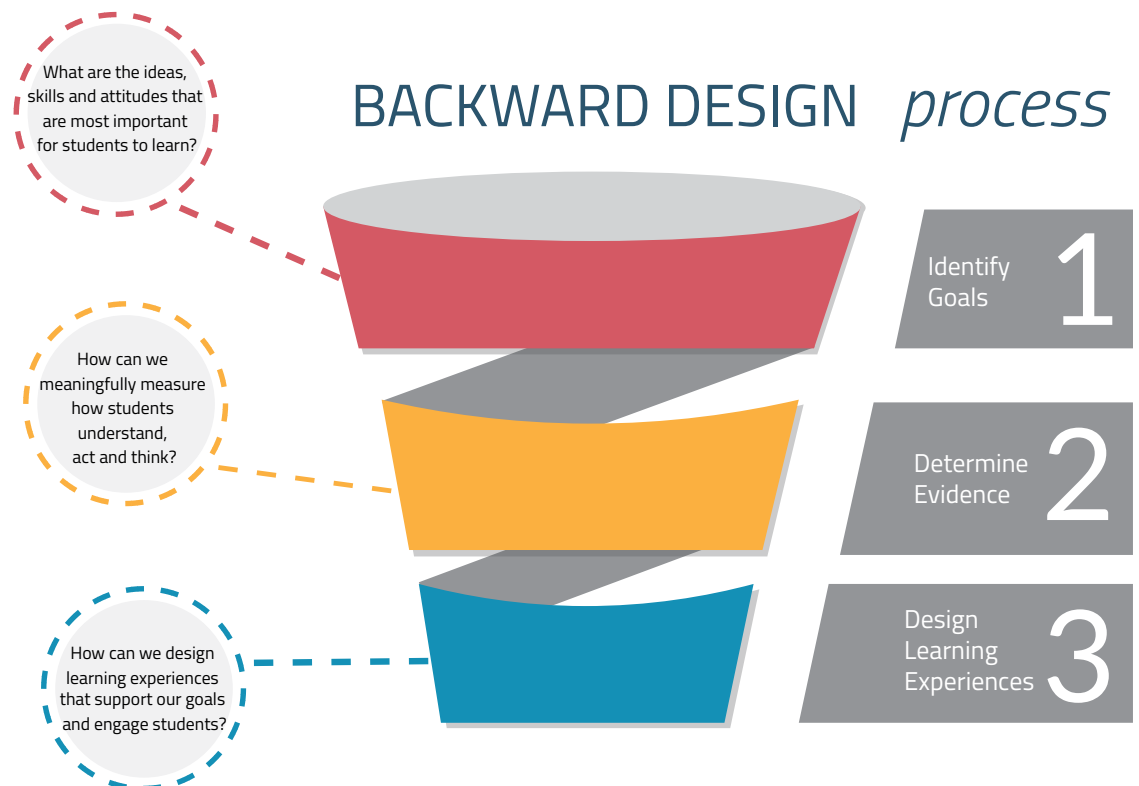 BACKWARD DESIGN process
What are the ideas,
skills and attitudes that
are most important
for students to learn?
Identify
Goals
1
How can we
meaningfully measure
how students
understand,
act and think?
Determine
Evidence
2
How can we design
learning experiences
that support our goals
and engage students?
Design
Learning
Experiences
3